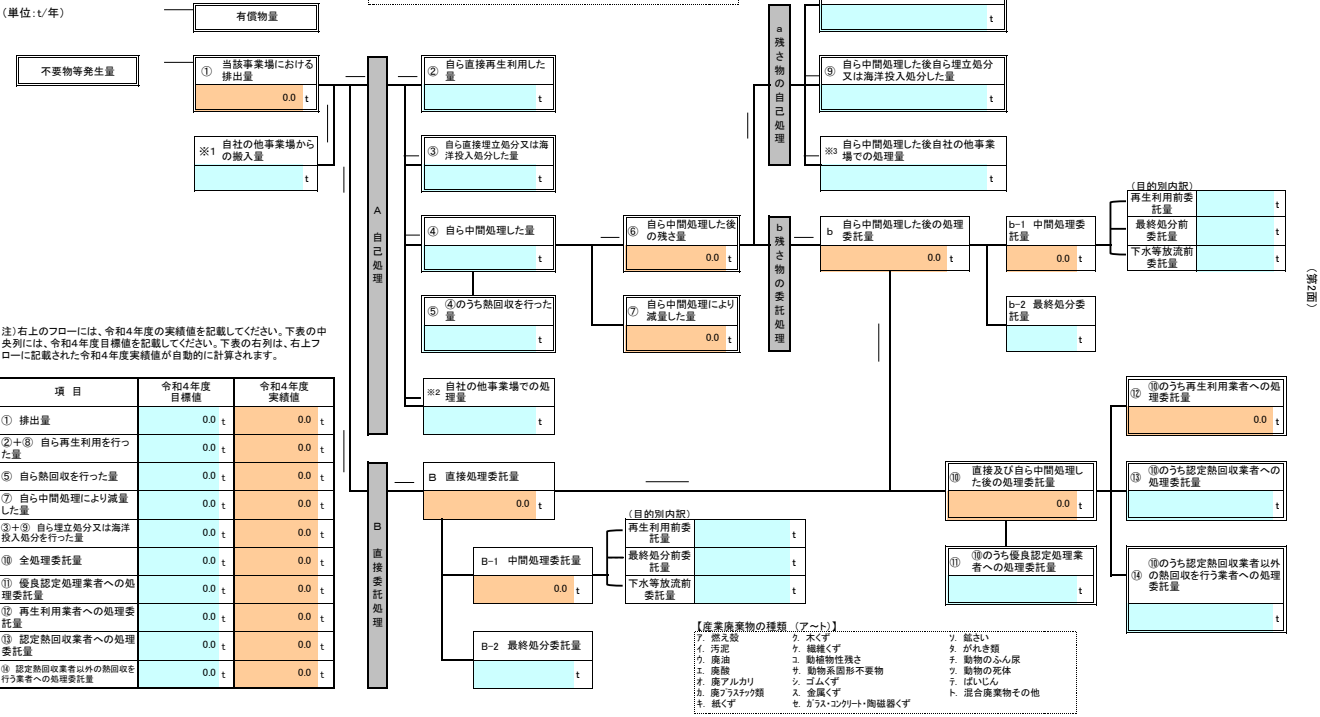 (単位:t/年)
有償物量
不要物等発生量
① 当該事業場における
排出量
0.0 t
※1 自社の他事業場から
の搬入量
t
A 自己処理
② 自ら直接再生利用した
量
t
③ 自ら直接埋立処分又は海
洋投入処分した量
t
④ 自ら中間処理した量
t
⑤ ④のうち熱回収を行った
量
t
※2 自社の他事業場での処
理量
t
⑥ 自ら中間処理した後
の残さ量
0.0 t
⑦ 自ら中間処理により
減量した量
0.0 t
a 残さ物の自己処理
t
⑨ 自ら中間処理した後自ら埋立処分
又は海洋投入処分した量
t
※3 自ら中間処理した後自社の他事業
場での処理量
t
b 残さ物の委託処理
b 自ら中間処理した後の処理
委託量
0.0 t
b-1 中間処理委
託量
0.0 t
b-2 最終処分委
託量
t
(目的別内訳)
再生利用前委
託量
t
最終処分前
委託量
t
下水等放流前
委託量
t
(第2面)
注)右上のフローには、令和4年度の実績値を記載してください。下表の中
央列には、令和4年度目標値を記載してください。下表の右列は、右上フ
ローに記載された令和4年度実績値が自動的に計算されます。
項 目 令和4年度
目標値 令和4年度
実績値
① 排出量 0.0 t 0.0 t
②+⑧ 自ら再生利用を行っ
た量 0.0 t 0.0 t
⑤ 自ら熱回収を行った量 0.0 t 0.0 t
⑦ 自ら中間処理により減量
した量 0.0 t 0.0 t
③+⑨ 自ら埋立処分又は海洋
投入処分を行った量 0.0 t 0.0 t
⑩ 全処理委託量 0.0 t 0.0 t
⑪ 優良認定処理業者への処
理委託量 0.0 t 0.0 t
⑫ 再生利用業者への処理委
託量 0.0 t 0.0 t
⑬ 認定熱回収業者への処理
委託量 0.0 t 0.0 t
⑭ 認定熱回収業者以外の熱回収を
行う業者への処理委託量 0.0 t 0.0 t
B 直接委託処理
B 直接処理委託量
0.0 t
B-1 中間処理委託量
0.0 t
B-2 最終処分委託量
t
(目的別内訳)
再生利用前委
託量
t
最終処分前委
託量
t
下水等放流前
委託量
t
⑩ 直接及び自ら中間処理し
た後の処理委託量
0.0 t
⑪ ⑩のうち優良認定処理業
者への処理委託量
t
⑫ ⑩のうち再生利用業者への処
理委託量
0.0 t
⑬ ⑩のうち認定熱回収業者への
処理委託量
t
⑭ ⑩のうち認定熱回収業者以外
の熱回収を行う業者への処理
委託量
t
【産業廃棄物の種類 (ア～ト)】
ア. 燃え殻 ク. 木くず ソ. 鉱さい
イ. 汚泥 ケ. 繊維くず タ. がれき類
ウ. 廃油 コ. 動植物性残さ チ. 動物のふん尿
エ. 廃酸 サ. 動物系固形不要物 ツ. 動物の死体
オ. 廃アルカリ シ. ゴムくず テ. ばいじん
カ. 廃プラスチック類 ス. 金属くず ト. 混合廃棄物その他
キ. 紙くず セ. ガラス・コンクリート・陶磁器くず